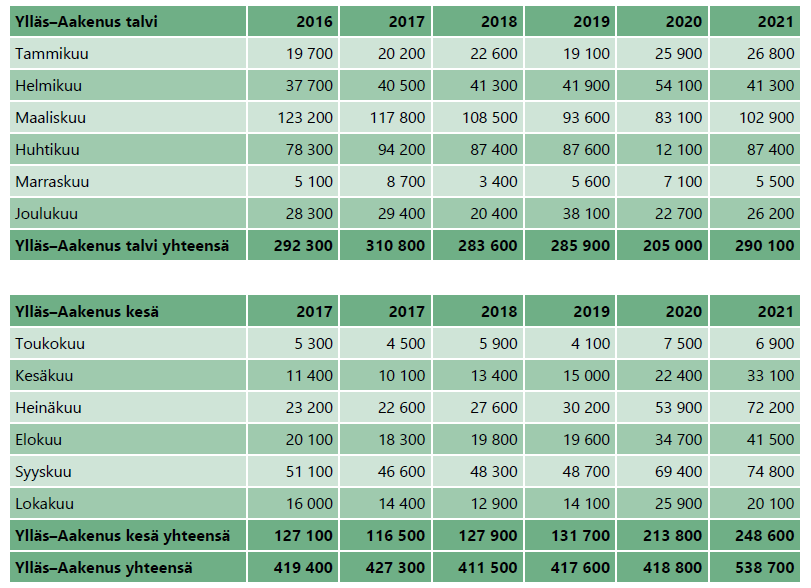 Ylläs–Aakenus talvi 2016 2017 2018 2019 2020 2021
Tammikuu 19 700 20 200 22 600 19 100 25 900 26 800
Helmikuu 37 700 40 500 41 300 41 900 54 100 41 300
Maaliskuu 123 200 117 800 108 500 93 600 83 100 102 900
Huhtikuu 78 300 94 200 87 400 87 600 12 100 87 400
Marraskuu 5 100 8 700 3 400 5 600 7 100 5 500
Joulukuu 28 300 29 400 20 400 38 100 22 700 26 200
Ylläs–Aakenus talvi yhteensä 292 300 310 800 283 600 285 900 205 000 290 100
Ylläs–Aakenus kesä 2017 2017 2018 2019 2020 2021
Toukokuu 5 300 4 500 5 900 4 100 7 500 6 900
Kesäkuu 11 400 10 100 13 400 15 000 22 400 33 100
Heinäkuu 23 200 22 600 27 600 30 200 53 900 72 200
Elokuu 20 100 18 300 19 800 19 600 34 700 41 500
Syyskuu 51 100 46 600 48 300 48 700 69 400 74 800
Lokakuu 16 000 14 400 12 900 14 100 25 900 20 100
Ylläs–Aakenus kesä yhteensä 127 100 116 500 127 900 131 700 213 800 248 600
Ylläs–Aakenus yhteensä 419 400 427 300 411 500 417 600 418 800 538 700